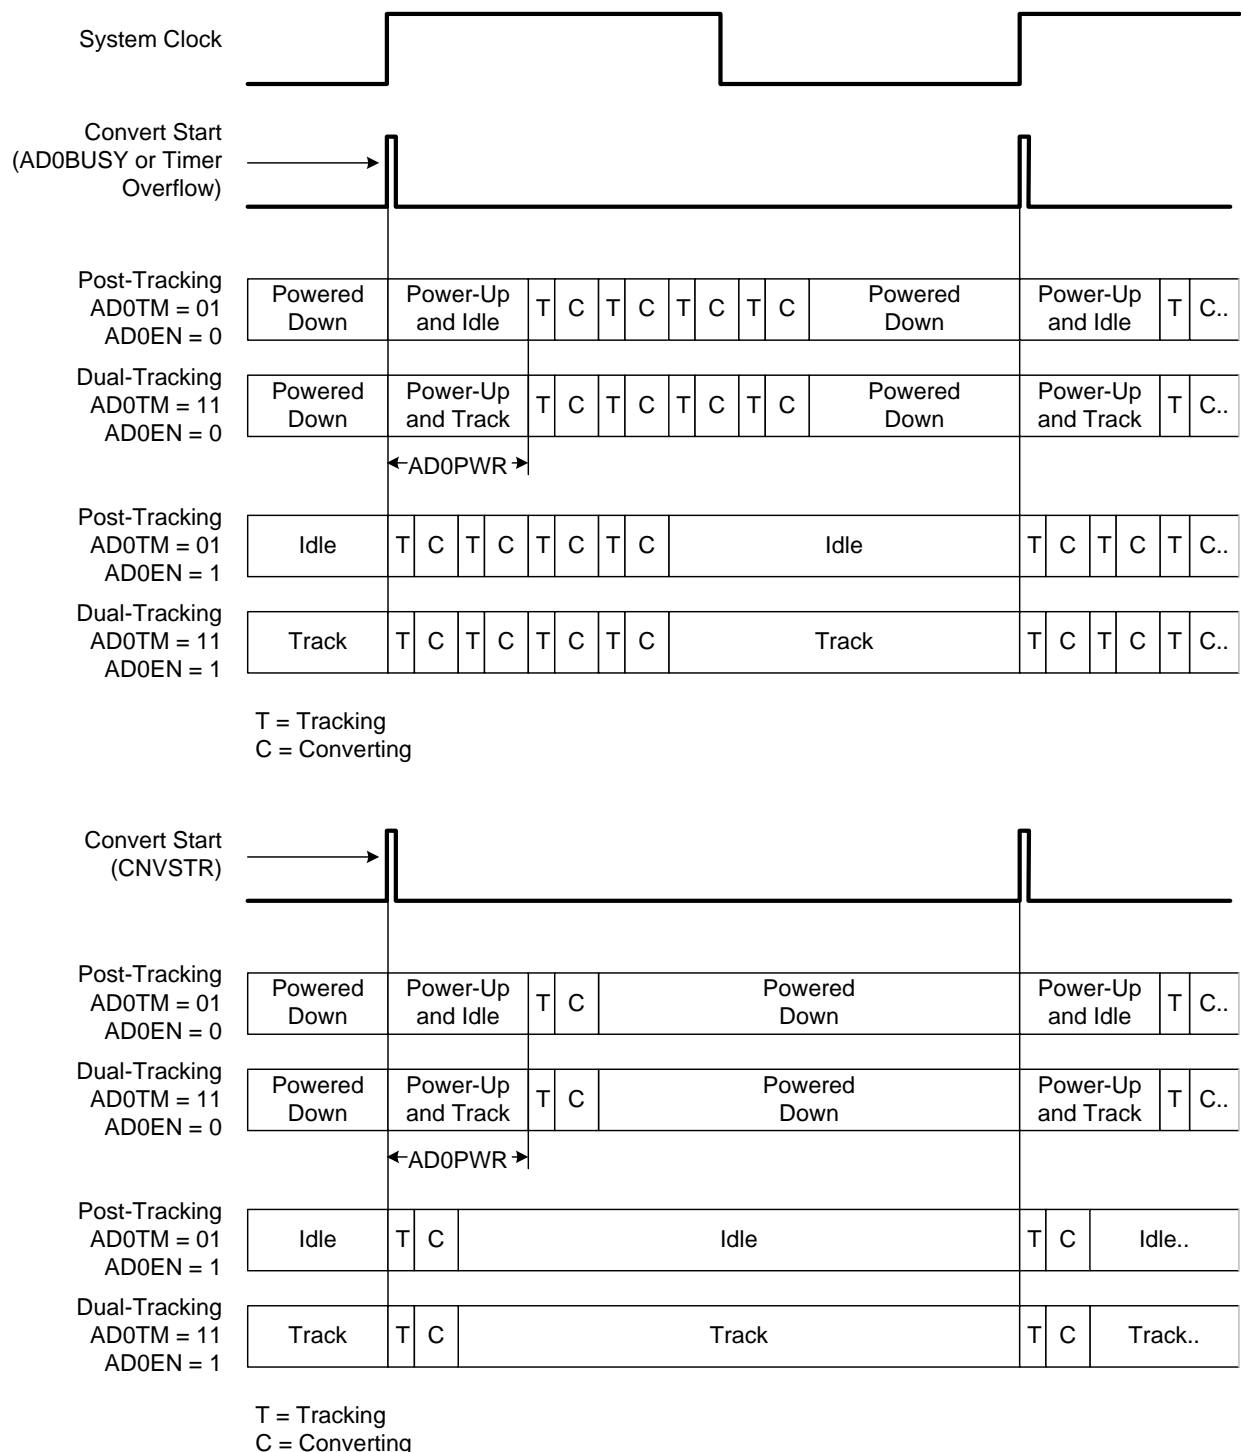 System Clock
Convert Start
(AD0BUSY or Timer
Overflow)
Post-Tracking
AD0TM = 01
AD0EN = 0
Powered
Down
Power-Up
and Idle
T C T C T C T C
Powered
Down
Power-Up
and Idle
T C..
Dual-Tracking
AD0TM = 11
AD0EN = 0
Powered
Down
Power-Up
and Track
T C T C T C T C
Powered
Down
Power-Up
and Track
T C..
AD0PWR
Post-Tracking
AD0TM = 01
AD0EN = 1
Idle T C T C T C T C Idle T C T C T C..
Dual-Tracking
AD0TM = 11
AD0EN = 1
Track T C T C T C T C Track T C T C T C..
T = Tracking
C = Converting
Convert Start
(CNVSTR)
Post-Tracking
AD0TM = 01
AD0EN = 0
Powered
Down
Power-Up
and Idle
T C
Powered
Down
Power-Up
and Idle
T C..
Dual-Tracking
AD0TM = 11
AD0EN = 0
Powered
Down
Power-Up
and Track
T C
Powered
Down
Power-Up
and Track
T C..
AD0PWR
Post-Tracking
AD0TM = 01
AD0EN = 1
Idle T C Idle T C Idle..
Dual-Tracking
AD0TM = 11
AD0EN = 1
Track T C Track T C Track..
T = Tracking
C = Converting